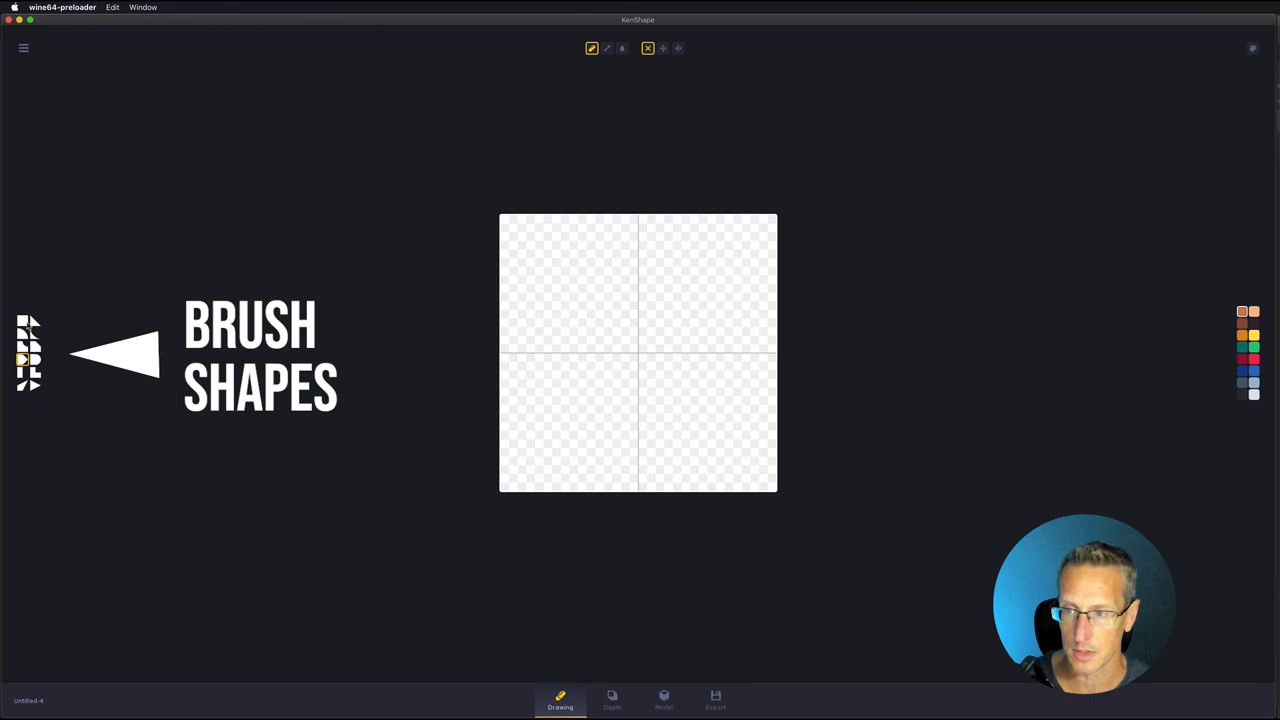 wine64-preloader Edit Window
KenShape
BRUSH
SHAPES
Untitled-4
Drawing Depth Model Export